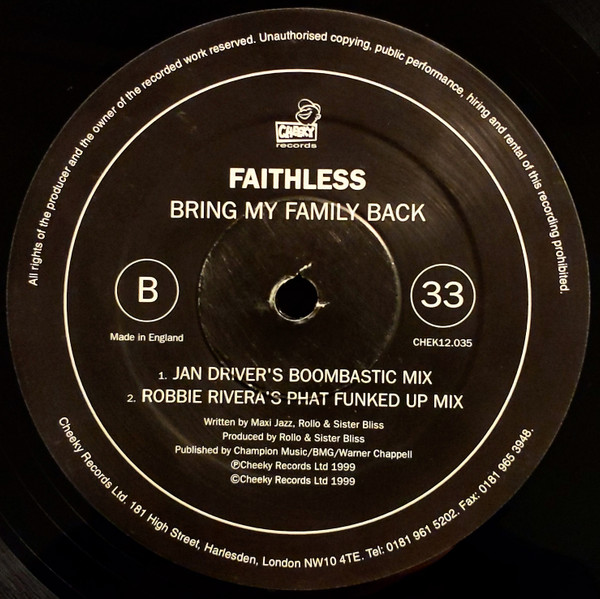 All rights of the producer and the owner of the recorded work reserved. Unauthorised copying, public performance, hiring and rental of this recording prohibited.
CHEEKY
records
FAITHLESS
BRING MY FAMILY BACK
B
33
Made in England
CHEK12.035
1. JAN DRIVER'S BOOMBASTIC MIX
2. ROBBIE RIVERA'S PHAT FUNKED UP MIX
Written by Maxi Jazz, Rollo & Sister Bliss
Produced by Rollo & Sister Bliss
Published by Champion Music/BMG/Warner Chappell
℗Cheeky Records Ltd 1999
©Cheeky Records Ltd 1999
Cheeky Records Ltd. 181 High Street, Harlesden, London NW10 4TE. Tel: 0181 961 5202. Fax: 0181 965 3948.